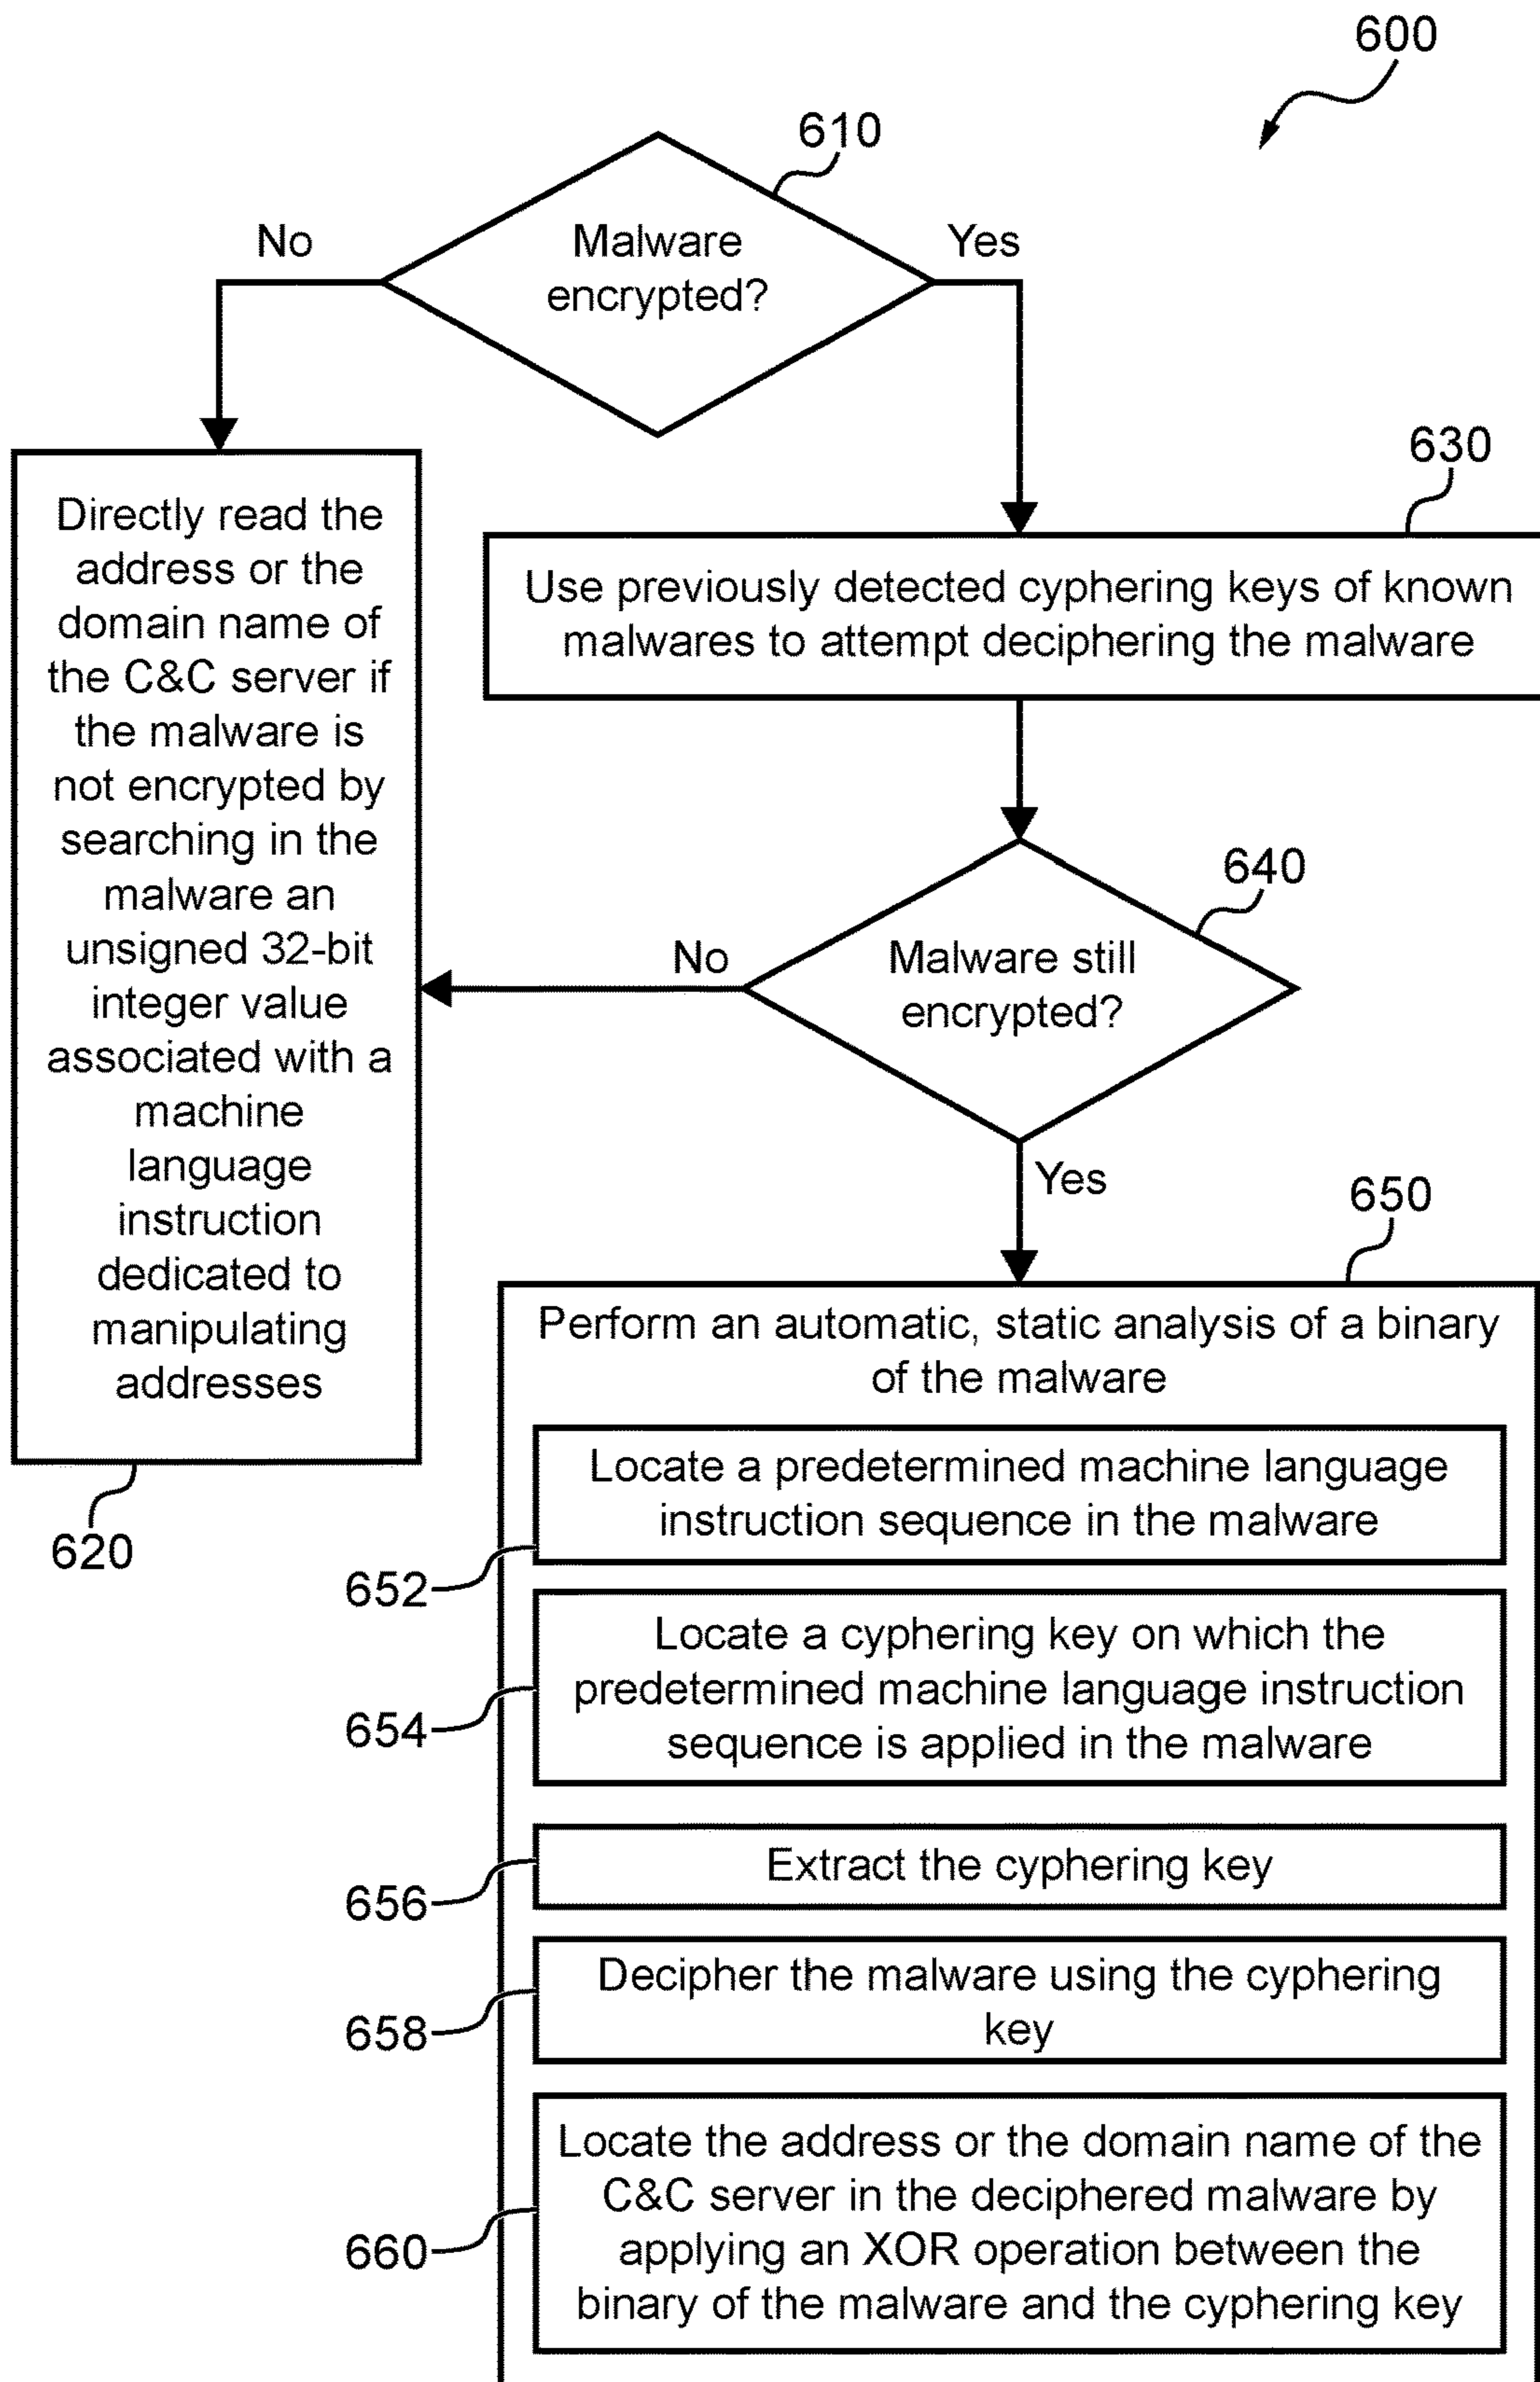 600
610
No
Yes
Malware
encrypted?
Directly read the
address or the
domain name of
the C&C server if
the malware is
not encrypted by
searching in the
malware an
unsigned 32-bit
integer value
associated with a
machine
language
instruction
dedicated to
manipulating
addresses
620
630
Use previously detected cyphering keys of known
malwares to attempt deciphering the malware
640
No
Malware still
encrypted?
Yes
650
Perform an automatic, static analysis of a binary
of the malware
Locate a predetermined machine language
instruction sequence in the malware
652
Locate a cyphering key on which the
predetermined machine language instruction
sequence is applied in the malware
654
Extract the cyphering key
656
Decipher the malware using the cyphering
key
658
Locate the address or the domain name of the
C&C server in the deciphered malware by
applying an XOR operation between the
binary of the malware and the cyphering key
660